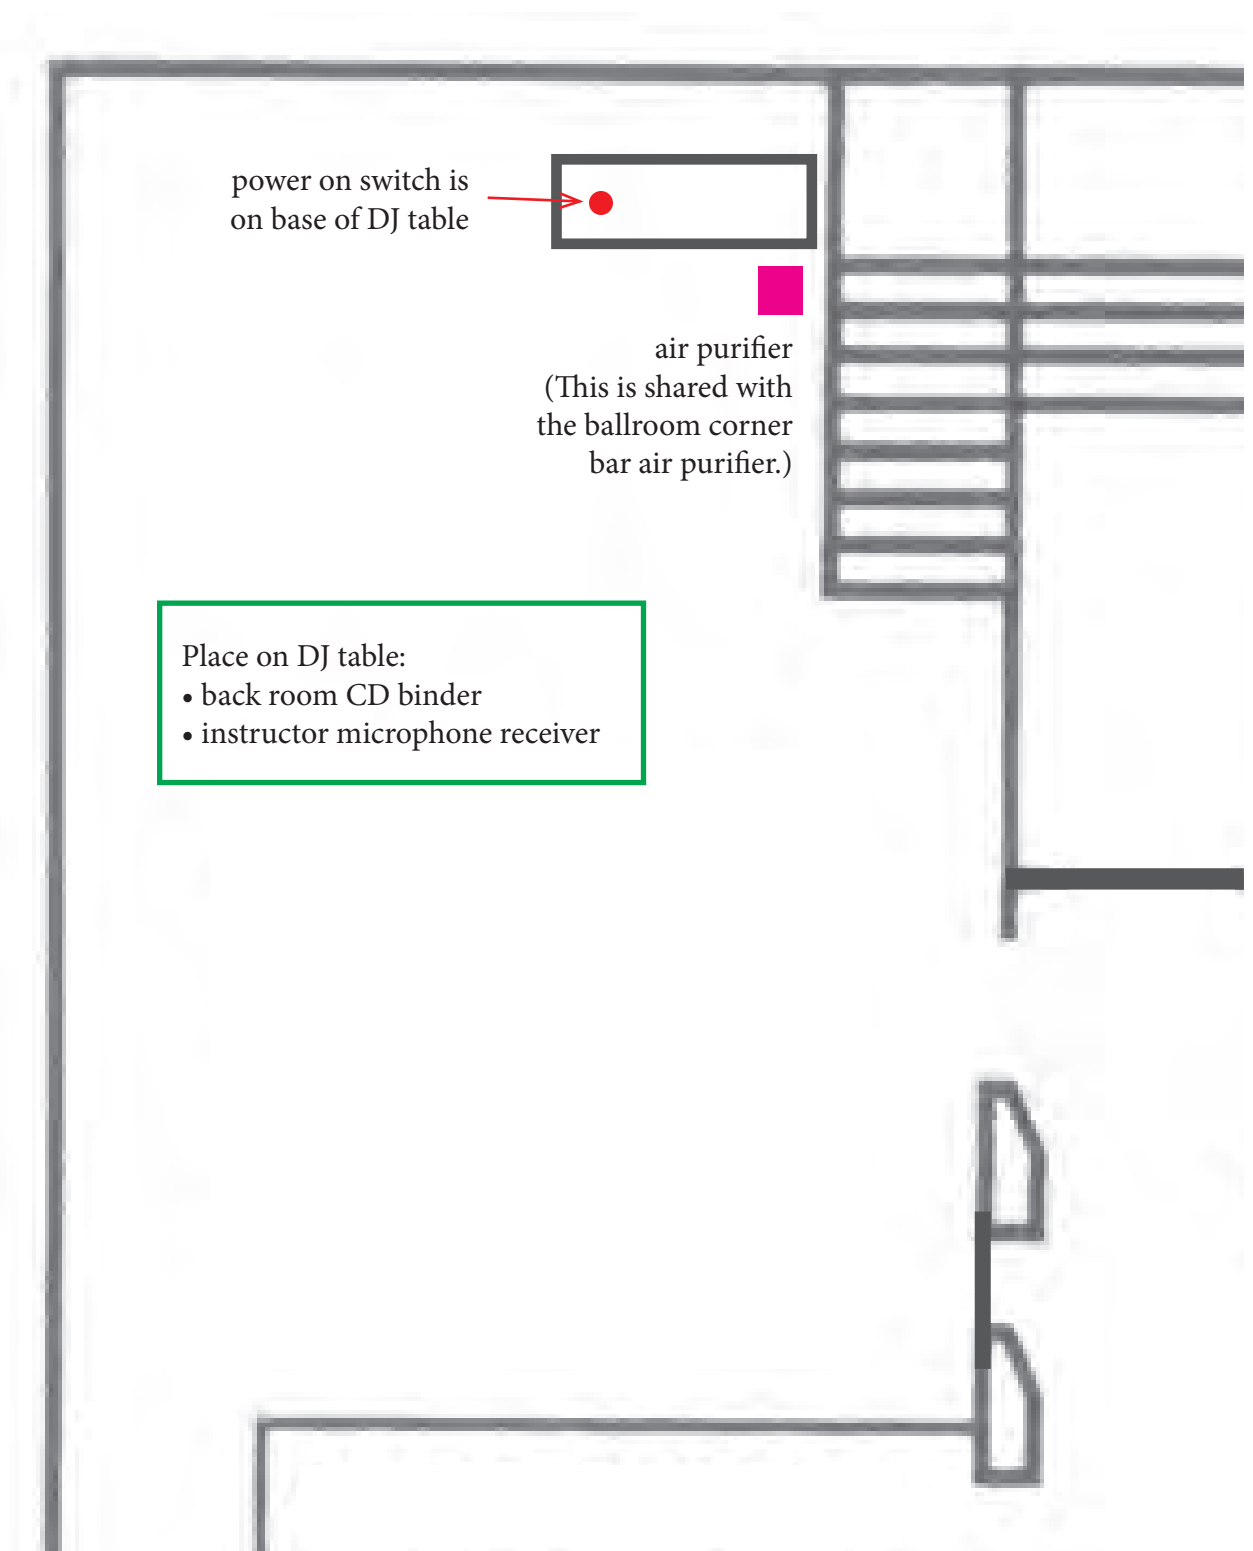 power on switch is
on base of DJ table
air purifier
(This is shared with
the ballroom corner
bar air purifier.)
Place on DJ table:
• back room CD binder
• instructor microphone receiver